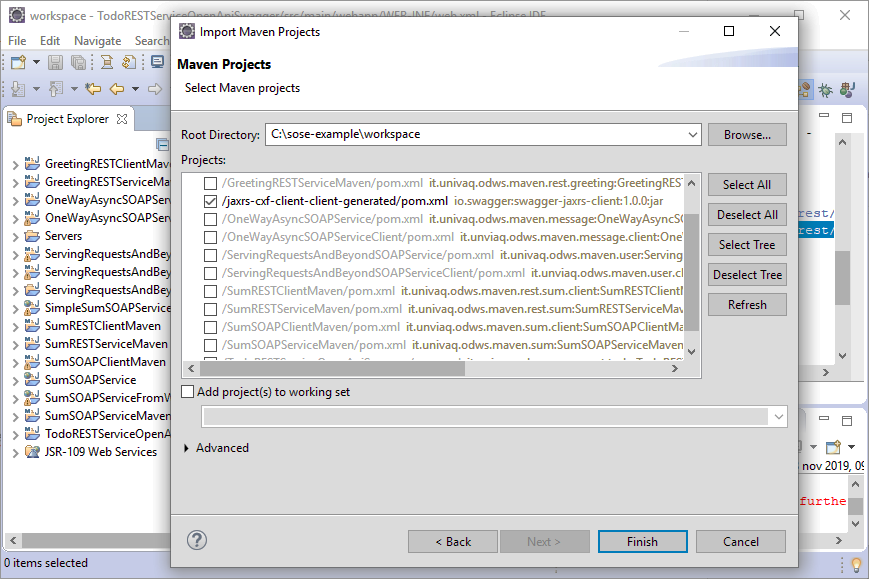 workspace - TodoRESTServiceOpenApiSwagger/src/main/webapp/WEB-INF/web.xml - Eclipse IDE
File Edit Navigate Search
Import Maven Projects
Maven Projects
Select Maven projects
Project Explorer
GreetingRESTClientMav
GreetingRESTServiceMa
OneWayAsyncSOAPServ
OneWayAsyncSOAPServ
Servers
ServingRequestsAndBey
ServingRequestsAndBey
ServingRequestsAndBey
SimpleSumSOAPService
SumRESTClientMaven
SumRESTServiceMaven
SumSOAPClientMaven
SumSOAPService
SumSOAPServiceFromW
SumSOAPServiceMaven
TodoRESTServiceOpenA
JSR-109 Web Services
Root Directory: C:\sose-example\workspace Browse...
Projects:
/GreetingRESTServiceMaven/pom.xml it.univaq.odws.maven.rest.greeting:GreetingREST
/jaxrs-cxf-client-client-generated/pom.xml io.swagger:swagger-jaxrs-client:1.0.0:jar
/OneWayAsyncSOAPService/pom.xml it.univaq.odws.maven.message:OneWayAsyncSO
/OneWayAsyncSOAPServiceClient/pom.xml it.unviaq.odws.maven.message.client:OneW
/ServingRequestsAndBeyondSOAPService/pom.xml it.univaq.odws.maven.user:Serving
/ServingRequestsAndBeyondSOAPServiceClient/pom.xml it.unviaq.odws.maven.user.cl
/SumRESTClientMaven/pom.xml it.univaq.odws.maven.rest.sum.client:SumRESTClientM
/SumRESTServiceMaven/pom.xml it.univaq.odws.maven.rest.sum:SumRESTServiceMaven
/SumSOAPClientMaven/pom.xml it.univaq.odws.maven.sum.client:SumSOAPClientMa
/SumSOAPServiceMaven/pom.xml it.univaq.odws.maven.sum:SumSOAPServiceMaven
Select All
Deselect All
Select Tree
Deselect Tree
Refresh
rest/
rest/
Add project(s) to working set
Advanced
nov 2019, 09
furthe
< Back Next > Finish Cancel
0 items selected